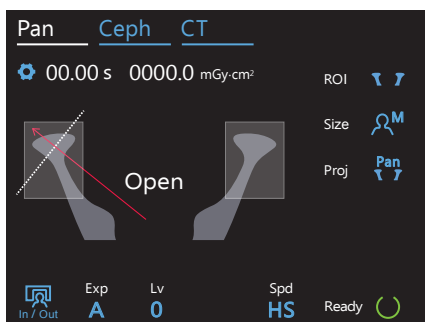 Pan Ceph CT
00.00 s 0000.0 mGy·cm²
ROI
Size M
Proj Pan
Open
Exp Lv Spd
In / Out A 0 HS Ready